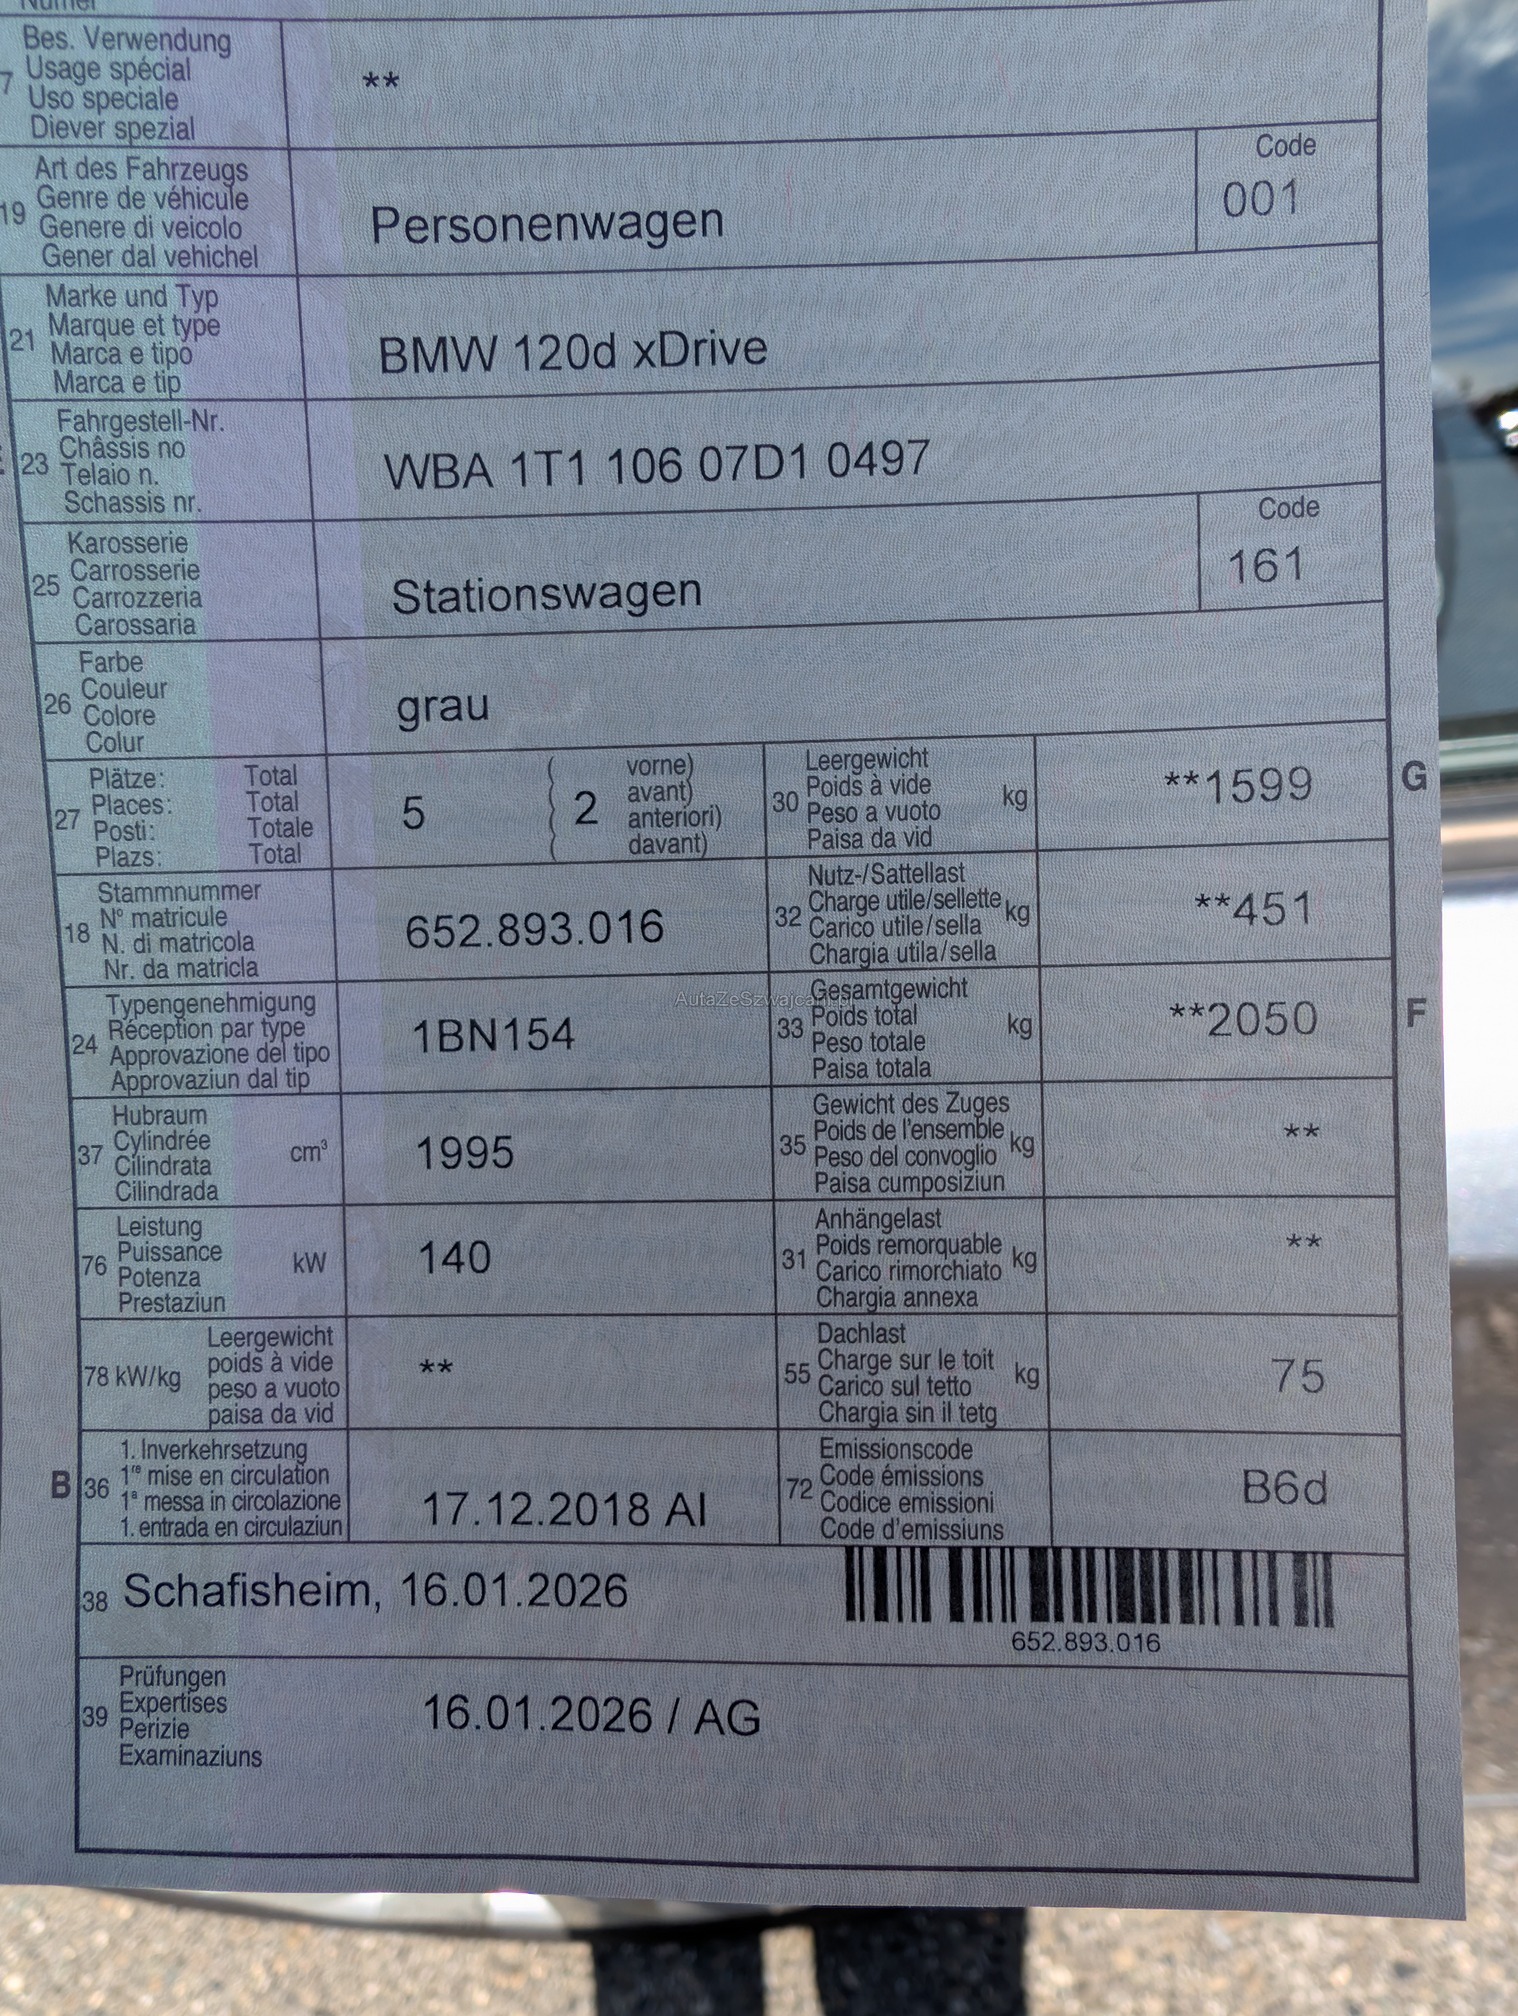 Bes. Verwendung
7 Usage spécial
Uso speciale
Diever spezial
**
Art des Fahrzeugs
19 Genre de véhicule
Genere di veicolo
Gener dal vehichel
Personenwagen
Code
001
Marke und Typ
21 Marque et type
Marca e tipo
Marca e tip
BMW 120d xDrive
Fahrgestell-Nr.
23 Châssis no
Telaio n.
Schassis nr.
WBA 1T1 106 07D1 0497
Karosserie
25 Carrosserie
Carrozzeria
Carossaria
Stationswagen
Code
161
Farbe
26 Couleur
Colore
Colur
grau
27 Plätze: Total
Places: Total
Posti: Totale
Plazs: Total
5 ( 2 vorne)
avant)
anteriori)
davant)
30 Leergewicht
Poids à vide kg
Peso a vuoto
Paisa da vid
**1599
G
18 Stammnummer
N° matricule
N. di matricola
Nr. da matricla
652.893.016
32 Nutz-/Sattellast
Charge utile/sellette kg
Carico utile/sella
Chargia utila/sella
**451
24 Typengenehmigung
Réception par type
Approvazione del tipo
Approvaziun dal tip
1BN154
33 Gesamtgewicht
Poids total kg
Peso totale
Paisa totala
**2050
F
37 Hubraum
Cylindrée cm³
Cilindrata
Cilindrada
1995
35 Gewicht des Zuges
Poids de l'ensemble kg
Peso del convoglio
Paisa cumposiziun
**
76 Leistung
Puissance kW
Potenza
Prestaziun
140
31 Anhängelast
Poids remorquable kg
Carico rimorchiato
Chargia annexa
**
78 kW/kg Leergewicht
poids à vide
peso a vuoto
paisa da vid
**
55 Dachlast
Charge sur le toit kg
Carico sul tetto
Chargia sin il tetg
75
B 36 1. Inverkehrsetzung
1re mise en circulation
1a messa in circolazione
1. entrada en circulaziun
17.12.2018 AI
72 Emissionscode
Code émissions
Codice emissioni
Code d'emissiuns
B6d
38 Schafisheim, 16.01.2026
652.893.016
39 Prüfungen
Expertises
Perizie
Examinaziuns
16.01.2026 / AG